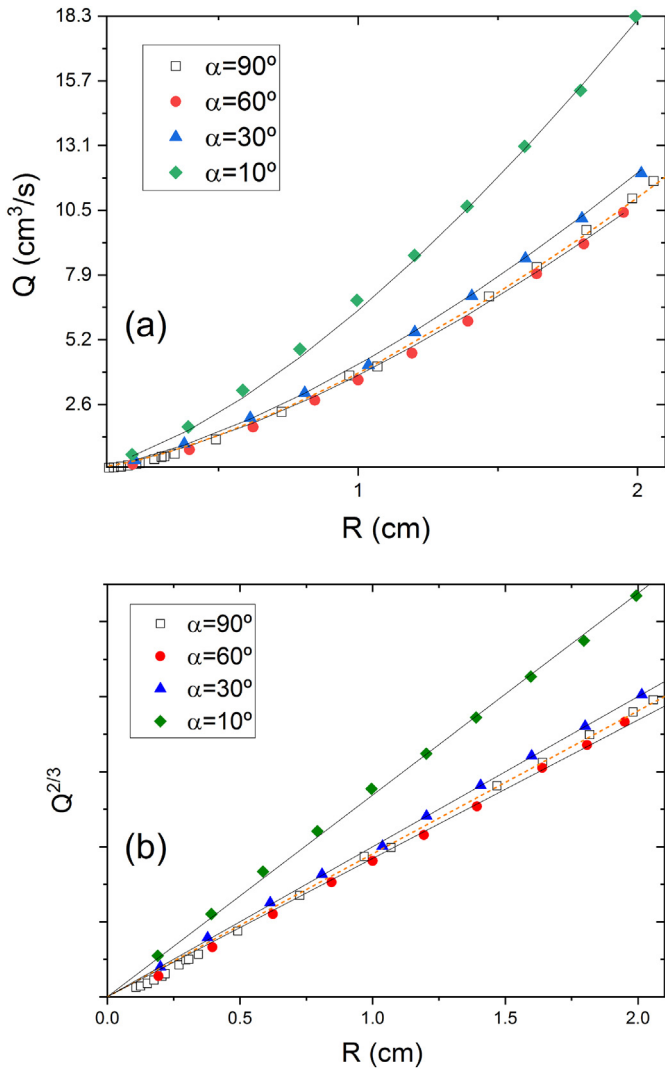 18.3
15.7
13.1
10.5
7.9
5.2
2.6
Q (cm³/s)
α=90º
α=60º
α=30º
α=10º
(a)
1
2
R (cm)
α=90º
α=60º
α=30º
α=10º
Q2/3
(b)
0.0
0.5
1.0
1.5
2.0
R (cm)